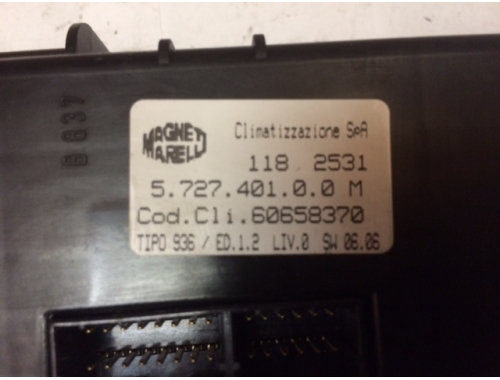 MAGNETI
MARELLI
Climatizzazione SpA
118 2531
5.727.401.0.0 M
Cod.Cli.60658370
TIPO 936 / ED.1.2 LIV.0 SW 06.06
B637